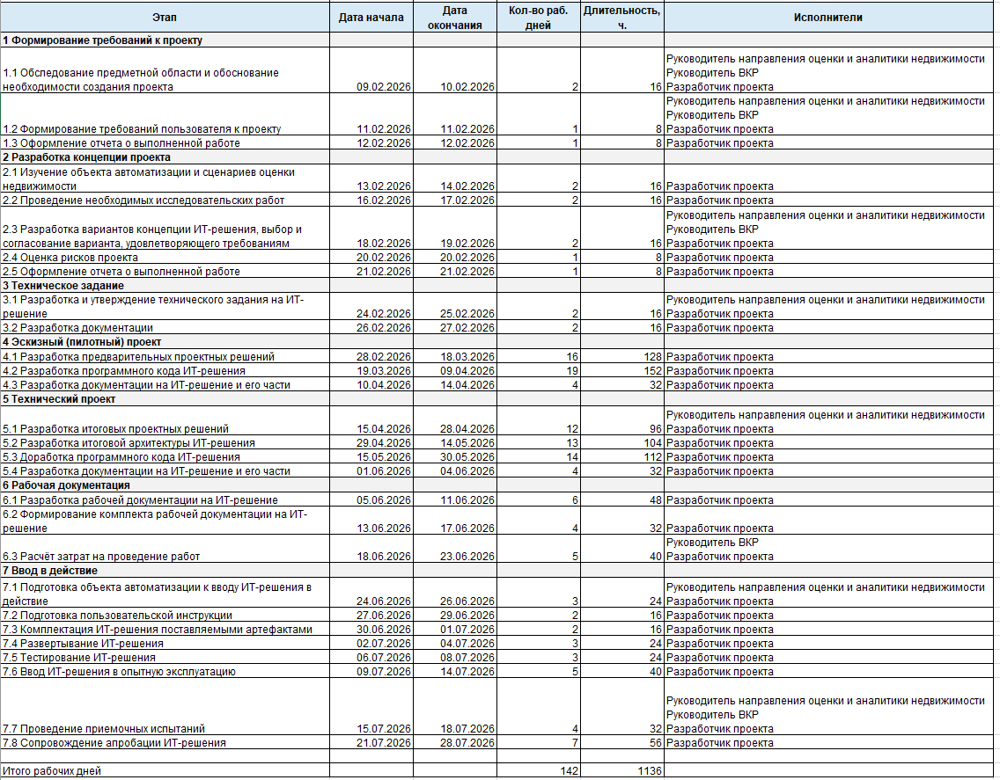 Этап Дата начала Дата окончания Кол-во раб. дней Длительность, ч. Исполнители
1 Формирование требований к проекту
1.1 Обследование предметной области и обоснование
необходимости создания проекта 09.02.2026 10.02.2026 2 16
Руководитель направления оценки и аналитики недвижимости
Руководитель ВКР
Разработчик проекта
1.2 Формирование требований пользователя к проекту 11.02.2026 11.02.2026 1 8
Руководитель направления оценки и аналитики недвижимости
Руководитель ВКР
Разработчик проекта
1.3 Оформление отчета о выполненной работе 12.02.2026 12.02.2026 1 8 Разработчик проекта
2 Разработка концепции проекта
2.1 Изучение объекта автоматизации и сценариев оценки
недвижимости 13.02.2026 14.02.2026 2 16 Разработчик проекта
2.2 Проведение необходимых исследовательских работ 16.02.2026 17.02.2026 2 16 Разработчик проекта
2.3 Разработка вариантов концепции ИТ-решения, выбор и
согласование варианта, удовлетворяющего требованиям 18.02.2026 19.02.2026 2 16
Руководитель направления оценки и аналитики недвижимости
Руководитель ВКР
Разработчик проекта
2.4 Оценка рисков проекта 20.02.2026 20.02.2026 1 8 Разработчик проекта
2.5 Оформление отчета о выполненной работе 21.02.2026 21.02.2026 1 8 Разработчик проекта
3 Техническое задание
3.1 Разработка и утверждение технического задания на ИТ-
решение 24.02.2026 25.02.2026 2 16
Руководитель направления оценки и аналитики недвижимости
Разработчик проекта
3.2 Разработка документации 26.02.2026 27.02.2026 2 16 Разработчик проекта
4 Эскизный (пилотный) проект
4.1 Разработка предварительных проектных решений 28.02.2026 18.03.2026 16 128 Разработчик проекта
4.2 Разработка программного кода ИТ-решения 19.03.2026 09.04.2026 19 152 Разработчик проекта
4.3 Разработка документации на ИТ-решение и его части 10.04.2026 14.04.2026 4 32 Разработчик проекта
5 Технический проект
5.1 Разработка итоговых проектных решений 15.04.2026 28.04.2026 12 96
Руководитель направления оценки и аналитики недвижимости
Разработчик проекта
5.2 Разработка итоговой архитектуры ИТ-решения 29.04.2026 14.05.2026 13 104 Разработчик проекта
5.3 Доработка программного кода ИТ-решения 15.05.2026 30.05.2026 14 112 Разработчик проекта
5.4 Разработка документации на ИТ-решение и его части 01.06.2026 04.06.2026 4 32 Разработчик проекта
6 Рабочая документация
6.1 Разработка рабочей документации на ИТ-решение 05.06.2026 11.06.2026 6 48 Разработчик проекта
6.2 Формирование комплекта рабочей документации на ИТ-
решение 13.06.2026 17.06.2026 4 32 Разработчик проекта
6.3 Расчёт затрат на проведение работ 18.06.2026 23.06.2026 5 40
Руководитель ВКР
Разработчик проекта
7 Ввод в действие
7.1 Подготовка объекта автоматизации к вводу ИТ-решения в
действие 24.06.2026 26.06.2026 3 24
Руководитель направления оценки и аналитики недвижимости
Разработчик проекта
7.2 Подготовка пользовательской инструкции 27.06.2026 29.06.2026 2 16 Разработчик проекта
7.3 Комплектация ИТ-решения поставляемыми артефактами 30.06.2026 01.07.2026 2 16 Разработчик проекта
7.4 Развертывание ИТ-решения 02.07.2026 04.07.2026 3 24 Разработчик проекта
7.5 Тестирование ИТ-решения 06.07.2026 08.07.2026 3 24 Разработчик проекта
7.6 Ввод ИТ-решения в опытную эксплуатацию 09.07.2026 14.07.2026 5 40 Разработчик проекта
7.7 Проведение приемочных испытаний 15.07.2026 18.07.2026 4 32
Руководитель направления оценки и аналитики недвижимости
Руководитель ВКР
Разработчик проекта
7.8 Сопровождение апробации ИТ-решения 21.07.2026 28.07.2026 7 56 Разработчик проекта
Итого рабочих дней 142 1136